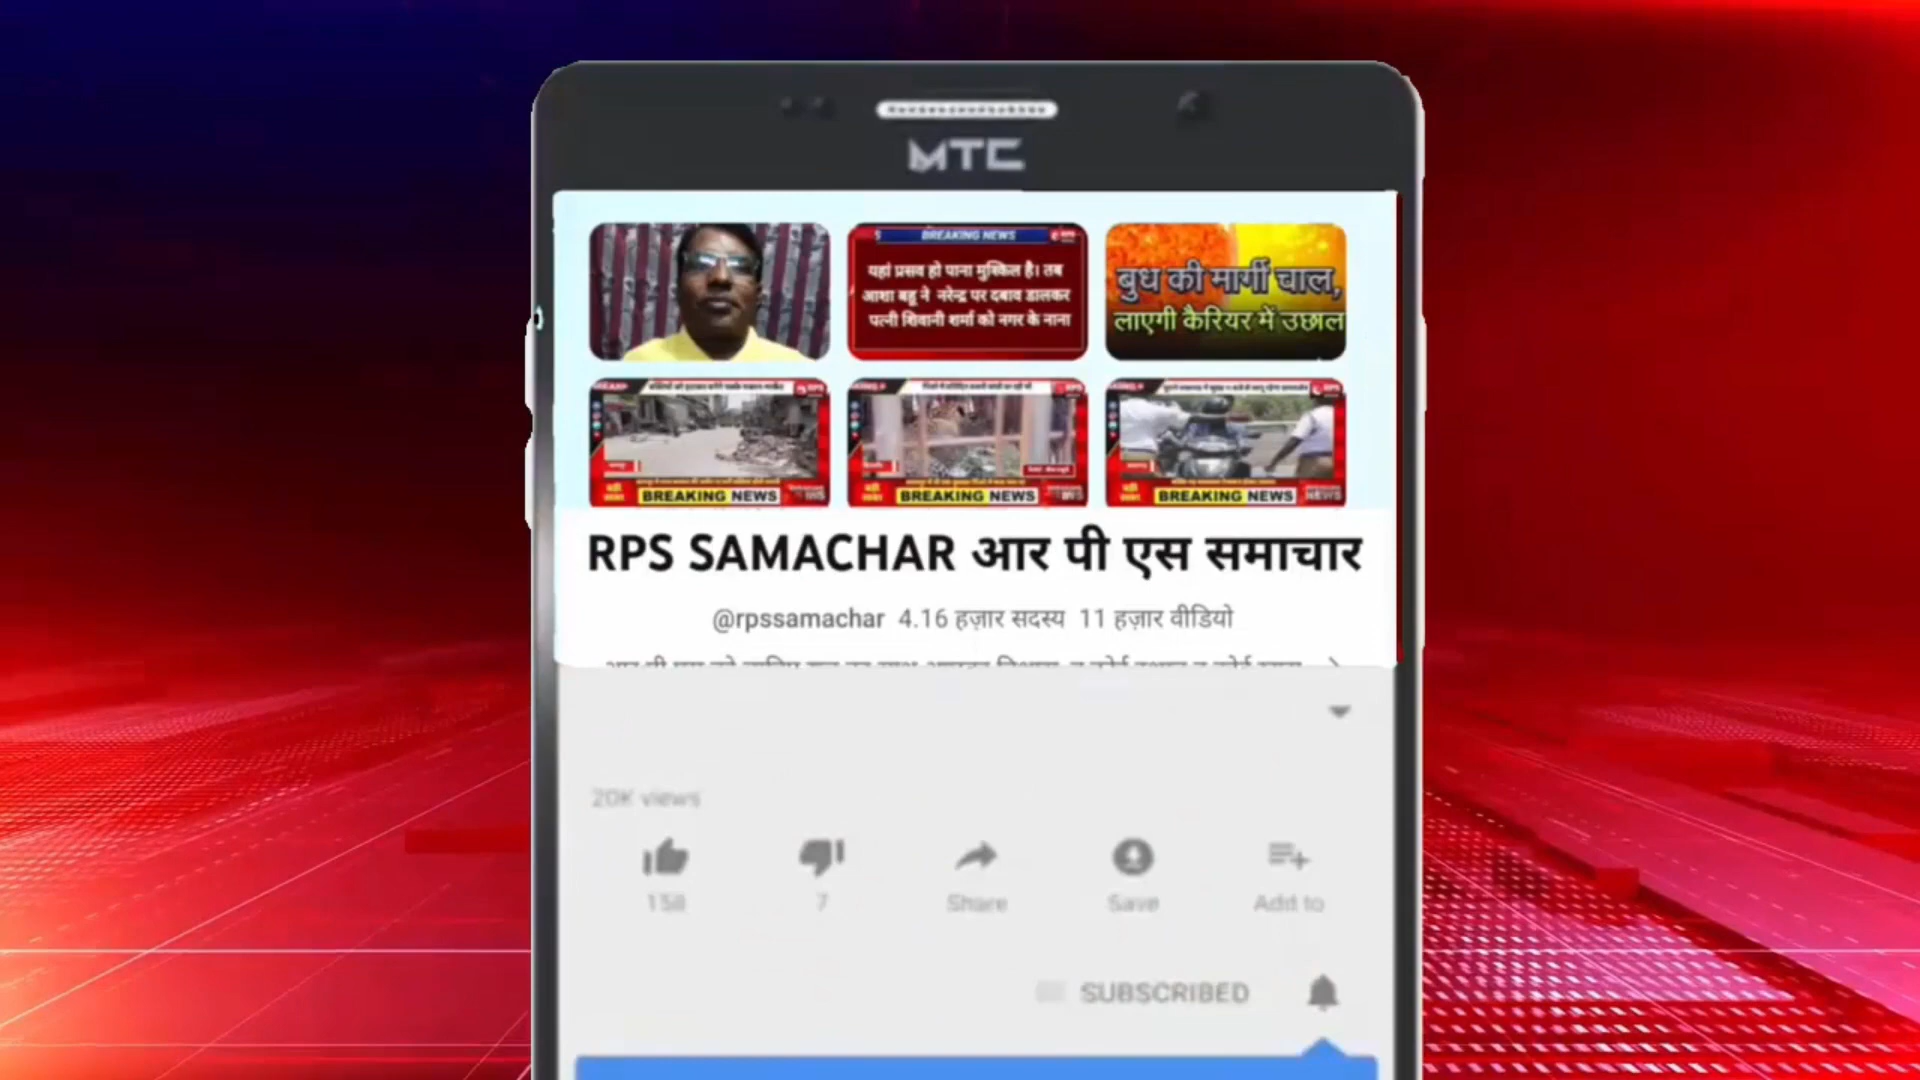 MTC
BREAKING NEWS
यहां प्रसव हो पाना मुश्किल है। तब
आशा बहू ने नरेन्द्र पर दबाव डालकर
पत्नी शिवानी शर्मा को नगर के नाना
बुध की मार्गी चाल,
लाएगी कैरियर में उछाल
BREAKING NEWS
BREAKING NEWS
BREAKING NEWS
RPS SAMACHAR आर पी एस समाचार
@rpssamachar 4.16 हज़ार सदस्य 11 हज़ार वीडियो
20K views
158
7
Share
Save
Add to
SUBSCRIBED